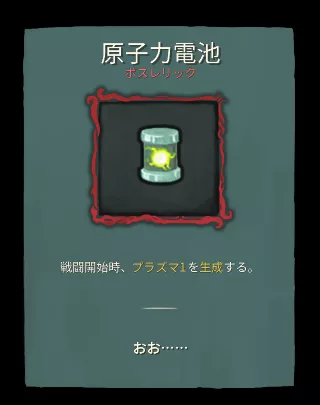 原子力電池
ボスレリック
戦闘開始時、プラズマ1を生成する。
おお……